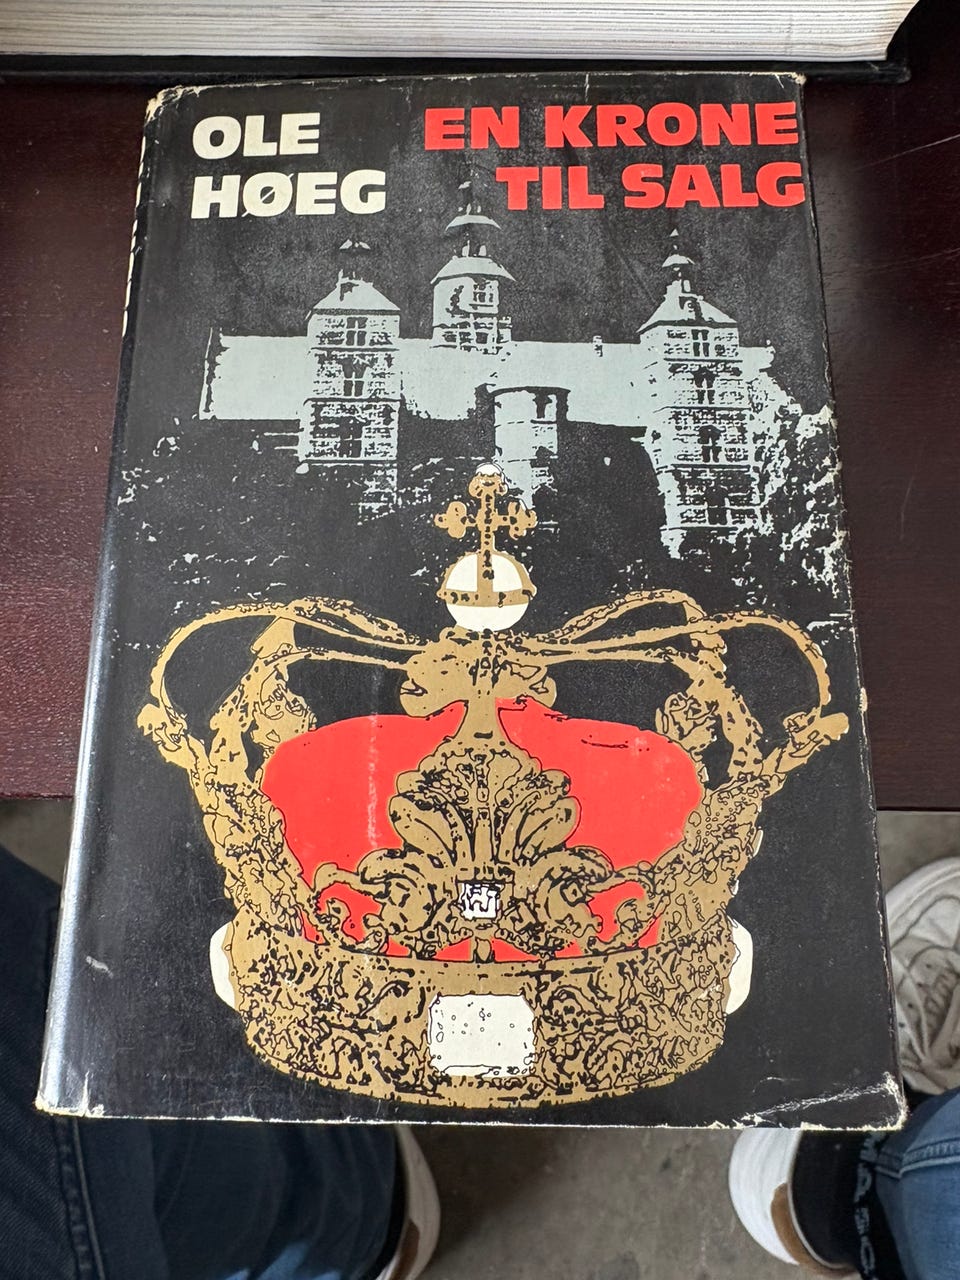 OLE
HØEG
EN KRONE
TIL SALG